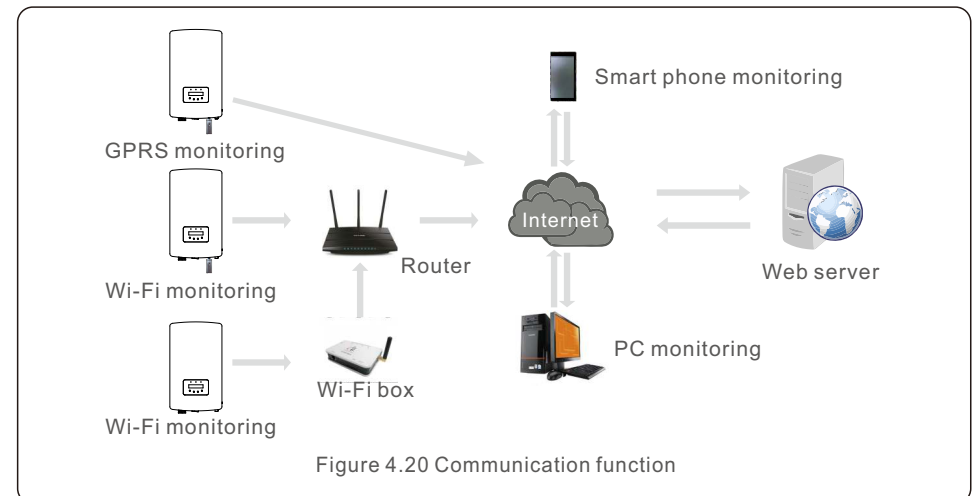 Smart phone monitoring
GPRS monitoring
Internet
Router
Web server
Wi-Fi monitoring
PC monitoring
Wi-Fi box
Wi-Fi monitoring
Figure 4.20 Communication function